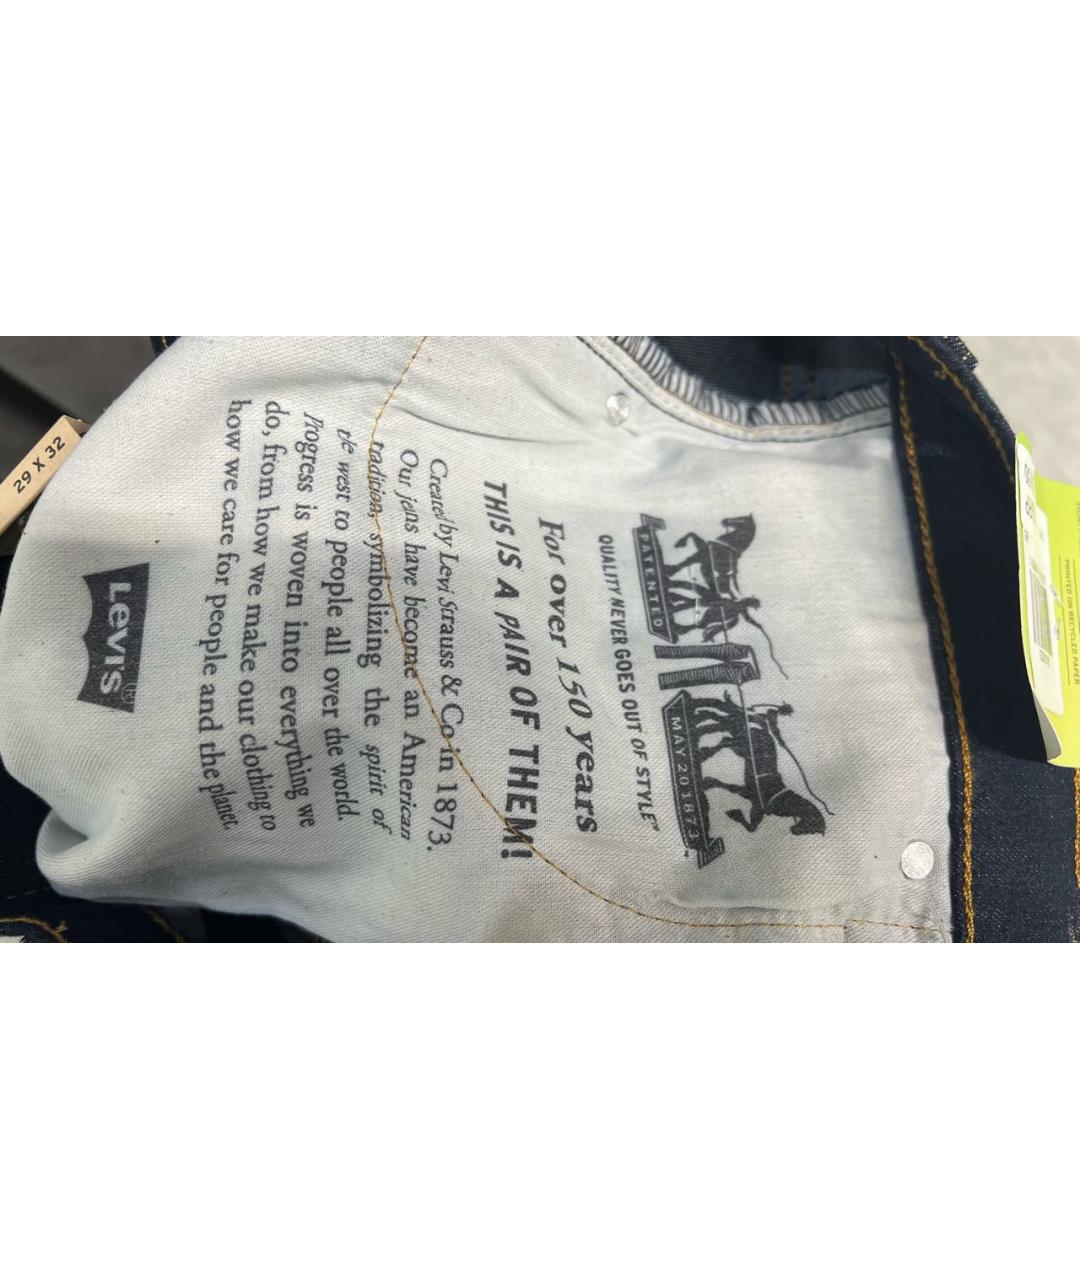 PATENTED
MAY 20 1873
QUALITY NEVER GOES OUT OF STYLE™
For over 150 years
THIS IS A PAIR OF THEM!
Created by Levi Strauss & Co in 1873.
Our jeans have become an American
tradition, symbolizing the spirit of
the west to people all over the world.
Progress is woven into everything we
do, from how we make our clothing to
how we care for people and the planet.
LEVI'S®
29 X 32
PRINTED ON RECYCLED PAPER